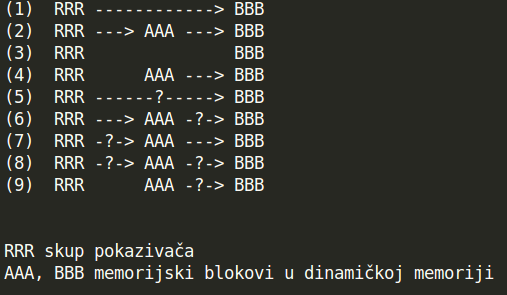 (1)  RRR ------------> BBB
(2)  RRR ---> AAA ---> BBB
(3)  RRR               BBB
(4)  RRR      AAA ---> BBB
(5)  RRR ------?-----> BBB
(6)  RRR ---> AAA -?-> BBB
(7)  RRR -?-> AAA ---> BBB
(8)  RRR -?-> AAA -?-> BBB
(9)  RRR      AAA -?-> BBB
RRR skup pokazivača
AAA, BBB memorijski blokovi u dinamičkoj memoriji